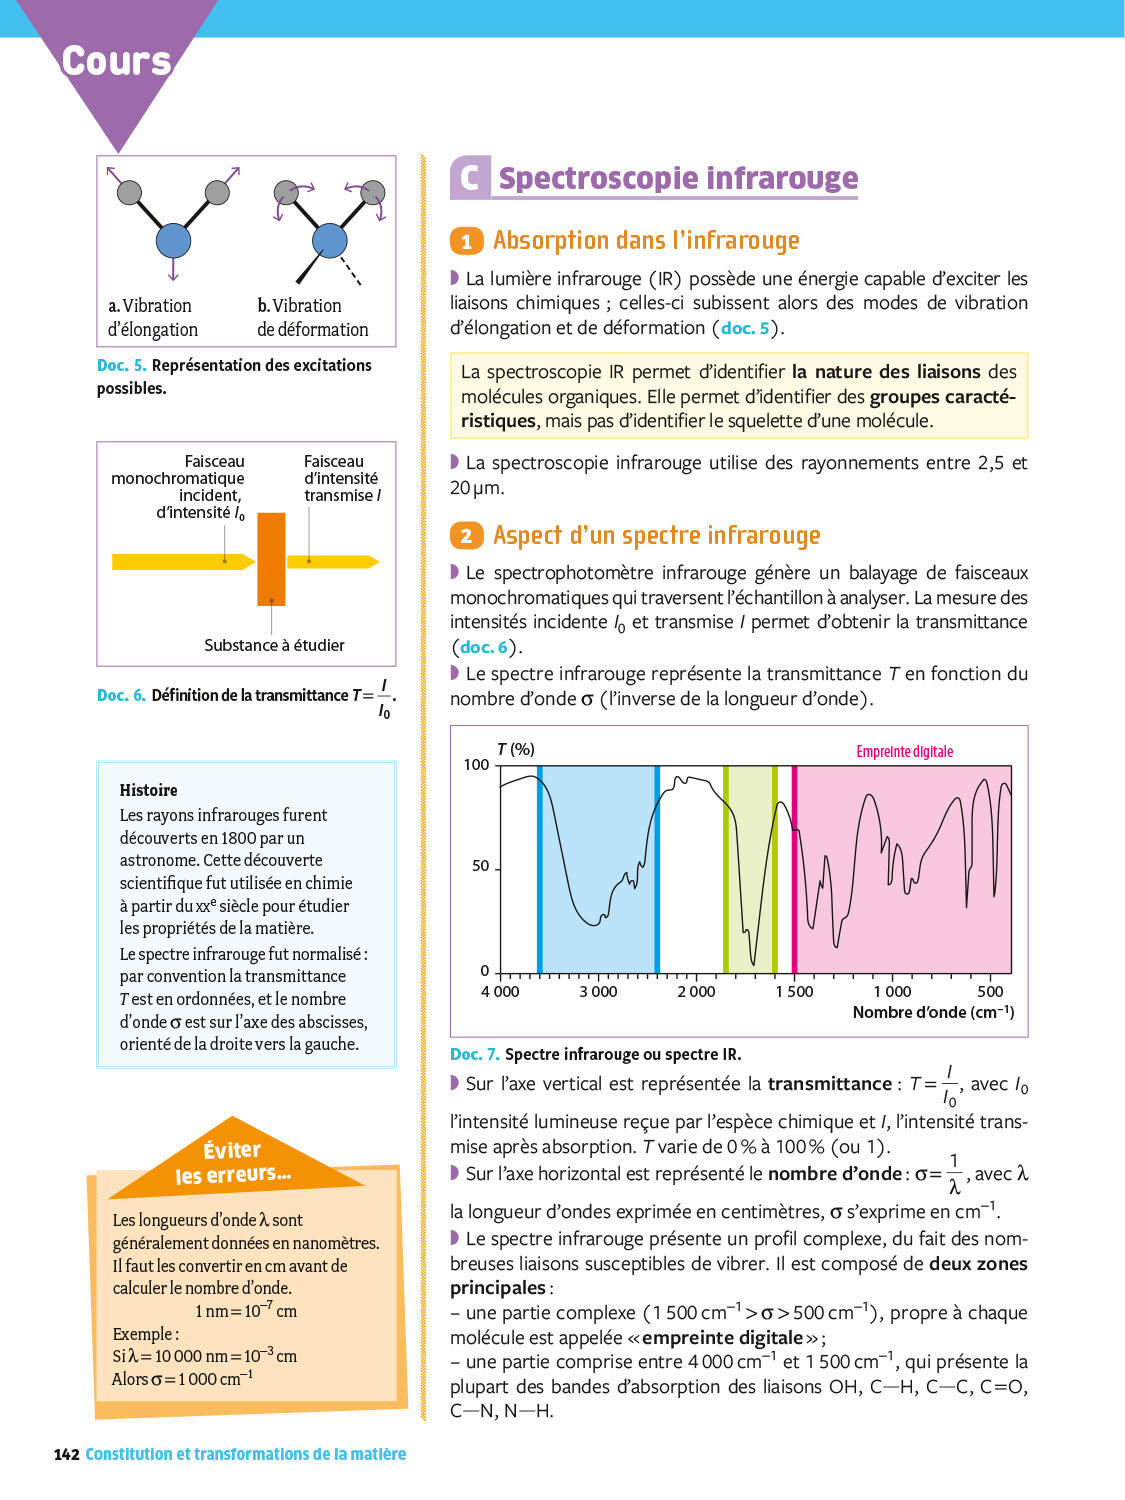 Cours
a. Vibration
d'élongation
b. Vibration
de déformation
Doc. 5. Représentation des excitations
possibles.
Faisceau
monochromatique
incident,
d'intensité I₀
Faisceau
d'intensité
transmise I
Substance à étudier
Doc. 6. Définition de la transmittance T = I/I₀.
Histoire
Les rayons infrarouges furent
découverts en 1800 par un
astronome. Cette découverte
scientifique fut utilisée en chimie
à partir du XXe siècle pour étudier
les propriétés de la matière.
Le spectre infrarouge fut normalisé :
par convention la transmittance
T est en ordonnées, et le nombre
d'onde σ est sur l'axe des abscisses,
orienté de la droite vers la gauche.
Éviter
les erreurs...
Les longueurs d'onde λ sont
généralement données en nanomètres.
Il faut les convertir en cm avant de
calculer le nombre d'onde.
1 nm = 10⁻⁷ cm
Exemple :
Si λ = 10 000 nm = 10⁻³ cm
Alors σ = 1 000 cm⁻¹
C Spectroscopie infrarouge
1 Absorption dans l'infrarouge
La lumière infrarouge (IR) possède une énergie capable d'exciter les
liaisons chimiques ; celles-ci subissent alors des modes de vibration
d'élongation et de déformation (doc. 5).
La spectroscopie IR permet d'identifier la nature des liaisons des
molécules organiques. Elle permet d'identifier des groupes caracté-
ristiques, mais pas d'identifier le squelette d'une molécule.
La spectroscopie infrarouge utilise des rayonnements entre 2,5 et
20 µm.
2 Aspect d'un spectre infrarouge
Le spectrophotomètre infrarouge génère un balayage de faisceaux
monochromatiques qui traversent l'échantillon à analyser. La mesure des
intensités incidente I₀ et transmise I permet d'obtenir la transmittance
(doc. 6).
Le spectre infrarouge représente la transmittance T en fonction du
nombre d'onde σ (l'inverse de la longueur d'onde).
T (%)
Empreinte digitale
100
50
0
4 000 3 000 2 000 1 500 1 000 500
Nombre d'onde (cm⁻¹)
Doc. 7. Spectre infrarouge ou spectre IR.
Sur l'axe vertical est représentée la transmittance : T = I/I₀, avec I₀
l'intensité lumineuse reçue par l'espèce chimique et I, l'intensité trans-
mise après absorption. T varie de 0 % à 100 % (ou 1).
Sur l'axe horizontal est représenté le nombre d'onde : σ = 1/λ, avec λ
la longueur d'ondes exprimée en centimètres, σ s'exprime en cm⁻¹.
Le spectre infrarouge présente un profil complexe, du fait des nom-
breuses liaisons susceptibles de vibrer. Il est composé de deux zones
principales :
– une partie complexe (1 500 cm⁻¹ > σ > 500 cm⁻¹), propre à chaque
molécule est appelée « empreinte digitale » ;
– une partie comprise entre 4 000 cm⁻¹ et 1 500 cm⁻¹, qui présente la
plupart des bandes d'absorption des liaisons OH, C—H, C—C, C=O,
C—N, N—H.
142 Constitution et transformations de la matière